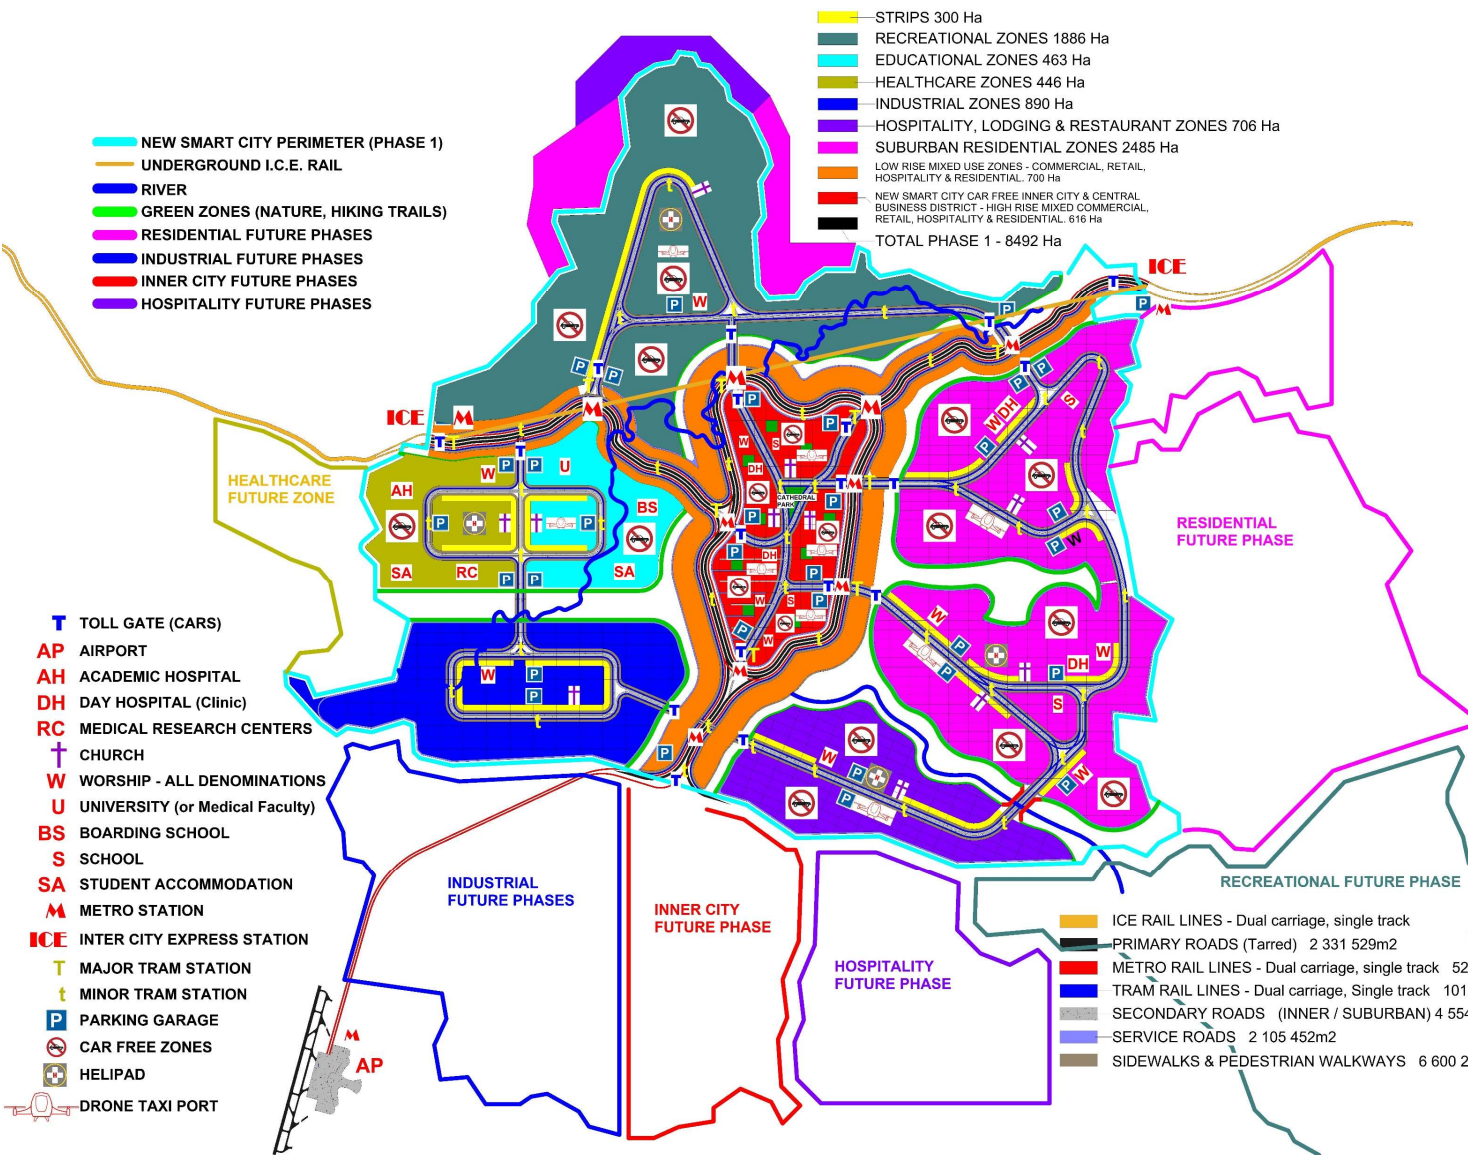 STRIPS 300 Ha
RECREATIONAL ZONES 1886 Ha
EDUCATIONAL ZONES 463 Ha
HEALTHCARE ZONES 446 Ha
INDUSTRIAL ZONES 890 Ha
HOSPITALITY, LODGING & RESTAURANT ZONES 706 Ha
SUBURBAN RESIDENTIAL ZONES 2485 Ha
LOW RISE MIXED USE ZONES - COMMERCIAL, RETAIL,
HOSPITALITY & RESIDENTIAL. 700 Ha
NEW SMART CITY CAR FREE INNER CITY & CENTRAL
BUSINESS DISTRICT - HIGH RISE MIXED COMMERCIAL,
RETAIL, HOSPITALITY & RESIDENTIAL. 616 Ha
TOTAL PHASE 1 - 8492 Ha
NEW SMART CITY PERIMETER (PHASE 1)
UNDERGROUND I.C.E. RAIL
RIVER
GREEN ZONES (NATURE, HIKING TRAILS)
RESIDENTIAL FUTURE PHASES
INDUSTRIAL FUTURE PHASES
INNER CITY FUTURE PHASES
HOSPITALITY FUTURE PHASES
ICE
M
ICE
M
HEALTHCARE
FUTURE ZONE
AH
W
U
BS
SA
RC
SA
W
DH
S
CATHEDRAL
PARK
RESIDENTIAL
FUTURE PHASE
T TOLL GATE (CARS)
AP AIRPORT
AH ACADEMIC HOSPITAL
DH DAY HOSPITAL (Clinic)
RC MEDICAL RESEARCH CENTERS
CHURCH
W WORSHIP - ALL DENOMINATIONS
U UNIVERSITY (or Medical Faculty)
BS BOARDING SCHOOL
S SCHOOL
SA STUDENT ACCOMMODATION
M METRO STATION
ICE INTER CITY EXPRESS STATION
T MAJOR TRAM STATION
t MINOR TRAM STATION
P PARKING GARAGE
CAR FREE ZONES
H HELIPAD
DRONE TAXI PORT
INDUSTRIAL
FUTURE PHASES
INNER CITY
FUTURE PHASE
HOSPITALITY
FUTURE PHASE
RECREATIONAL FUTURE PHASE
M
AP
ICE RAIL LINES - Dual carriage, single track
PRIMARY ROADS (Tarred) 2 331 529m2
METRO RAIL LINES - Dual carriage, single track 52
TRAM RAIL LINES - Dual carriage, Single track 101
SECONDARY ROADS (INNER / SUBURBAN) 4 554
SERVICE ROADS 2 105 452m2
SIDEWALKS & PEDESTRIAN WALKWAYS 6 600 2